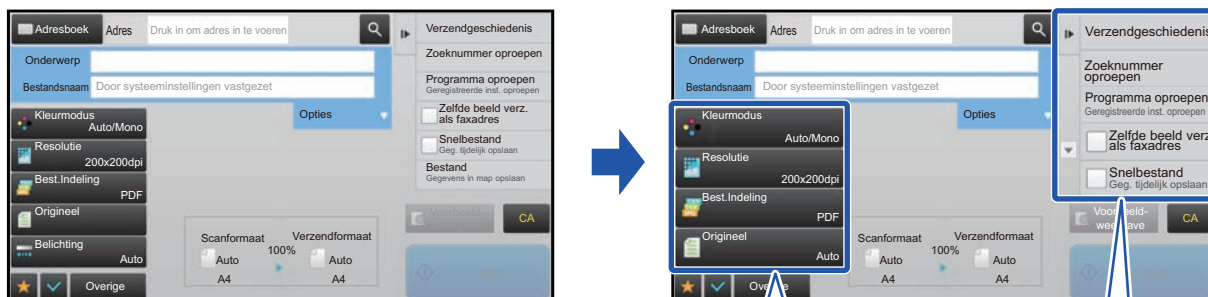 Adresboek Adres Druk in om adres in te voeren
Onderwerp
Bestandsnaam Door systeeminstellingen vastgezet
Opties
Kleurmodus
Auto/Mono
Resolutie
200x200dpi
Best.Indeling
PDF
Origineel
Belichting
Auto
Overige
Scanformaat
Auto
A4
100%
Verzendformaat
Auto
A4
Verzendgeschiedenis
Zoeknummer oproepen
Programma oproepen
Geregistreerde inst. oproepen
Zelfde beeld verz.
als faxadres
Snelbestand
Geg. tijdelijk opslaan
Bestand
Gegevens in map opslaan
Voorbeeld-
CA
Adresboek Adres Druk in om adres in te voeren
Onderwerp
Bestandsnaam Door systeeminstellingen vastgezet
Opties
Kleurmodus
Auto/Mono
Resolutie
200x200dpi
Best.Indeling
PDF
Origineel
Auto
Scanformaat
Auto
A4
100%
Verzendformaat
Auto
A4
Verzendgeschiedenis
Zoeknummer
oproepen
Programma oproepen
Geregistreerde inst. oproepen
Zelfde beeld verz
als faxadres
Snelbestand
Geg. tijdelijk opslaan
CA